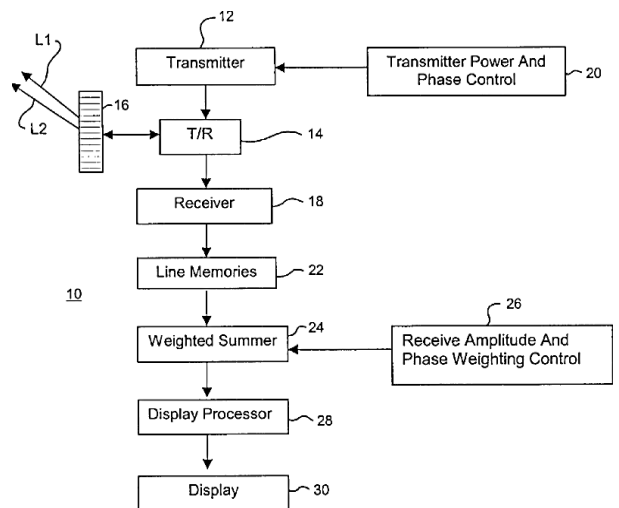 12
L1
Transmitter
Transmitter Power And
Phase Control
20
16
L2
T/R
14
Receiver
18
Line Memories
22
10
26
24
Weighted Summer
Receive Amplitude And
Phase Weighting Control
Display Processor
28
Display
30